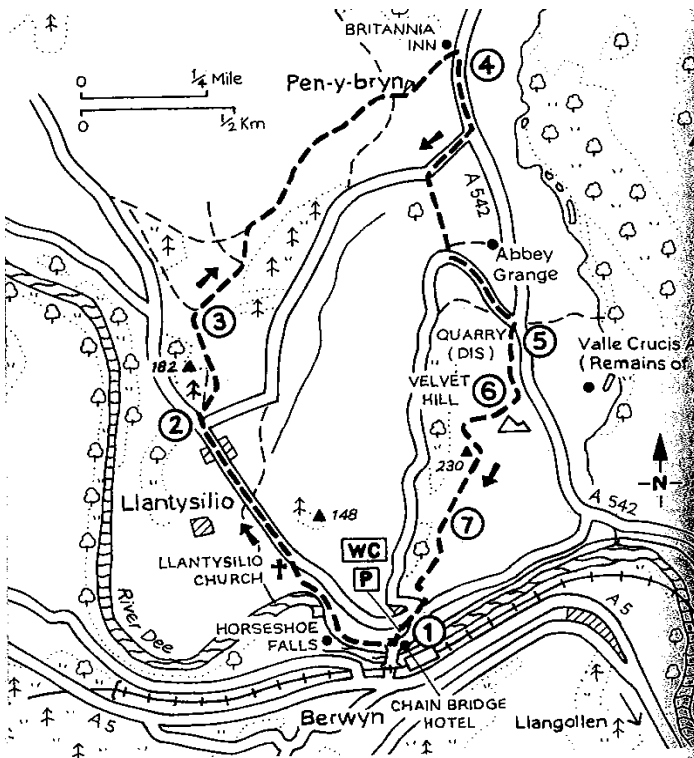 BRITANNIA
INN
4
0
¼ Mile
0
½ Km
Pen-y-bryn
A 542
Abbey
Grange
3
QUARRY
(DIS)
5
Valle Crucis A
(Remains of
182
VELVET
HILL
6
2
230
N
Llantysilio
148
7
A 542
WC
P
LLANTYSILIO
CHURCH
River Dee
HORSESHOE
FALLS
1
A5
CHAIN BRIDGE
HOTEL
A5
Berwyn
Llangollen